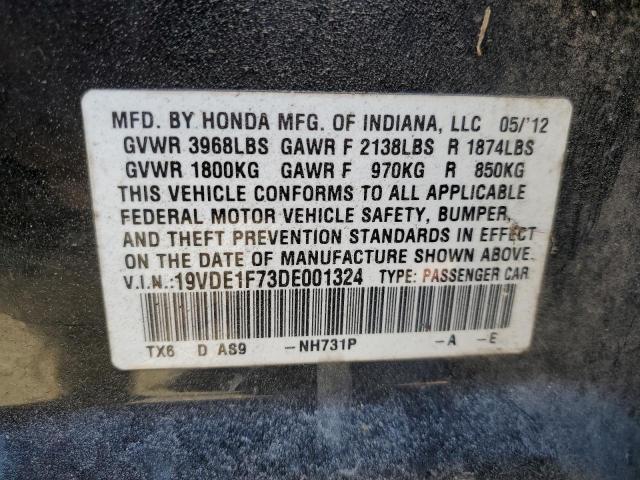 MFD. BY HONDA MFG. OF INDIANA, LLC 05/'12
GVWR 3968LBS GAWR F 2138LBS R 1874LBS
GVWR 1800KG GAWR F 970KG R 850KG
THIS VEHICLE CONFORMS TO ALL APPLICABLE
FEDERAL MOTOR VEHICLE SAFETY, BUMPER,
AND THEFT PREVENTION STANDARDS IN EFFECT
ON THE DATE OF MANUFACTURE SHOWN ABOVE.
V.I.N.:19VDE1F73DE001324 TYPE: PASSENGER CAR
TX6 D AS9 -NH731P -A -E